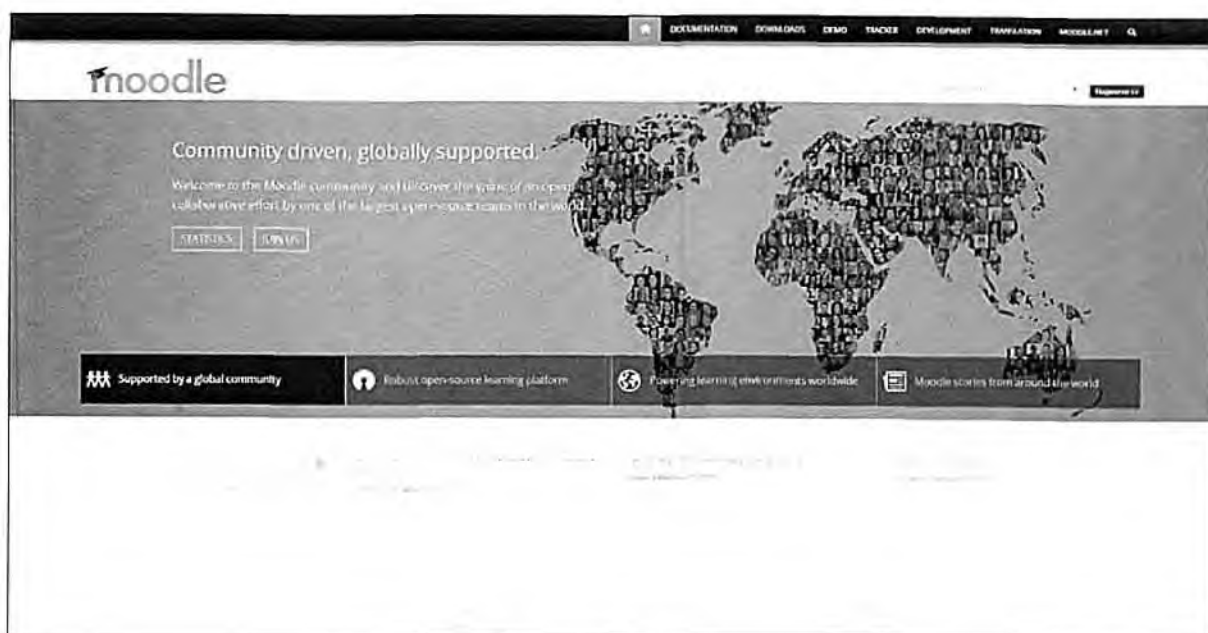 DOCUMENTATION DOWNLOADS DEMO TRACKER DEVELOPMENT TRANSLATION MOODLE.NET
moodle
Community driven, globally supported.
Welcome to the Moodle community and discover the value of an open,
collaborative effort by one of the largest open-source teams in the world.
STATISTICS JOIN US
Supported by a global community
Robust open-source learning platform
Powering learning environments worldwide
Moodle stories from around the world